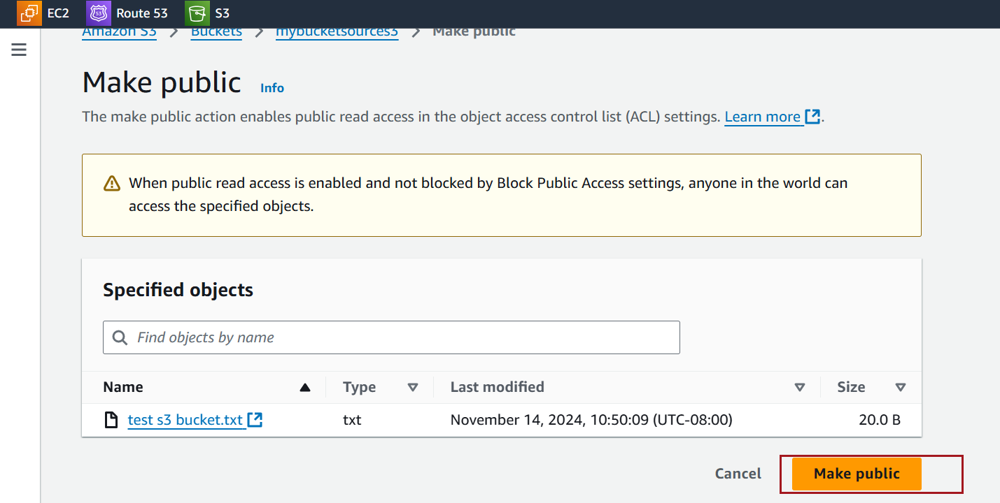 EC2 Route 53 S3
Amazon S3 > Buckets > mybucketsources3 > Make public
Make public Info
The make public action enables public read access in the object access control list (ACL) settings. Learn more.
When public read access is enabled and not blocked by Block Public Access settings, anyone in the world can
access the specified objects.
Specified objects
Find objects by name
Name Type Last modified Size
test s3 bucket.txt txt November 14, 2024, 10:50:09 (UTC-08:00) 20.0 B
Cancel Make public